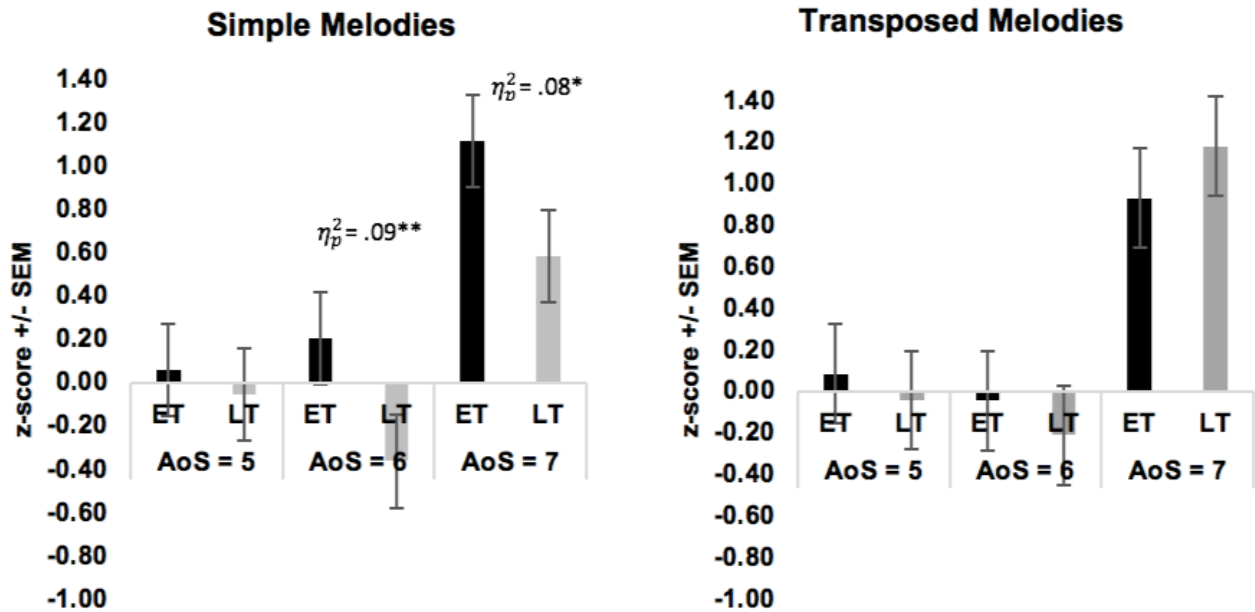 Simple Melodies
z-score +/- SEM
1.40
1.20
1.00
0.80
0.60
0.40
0.20
0.00
-0.20
-0.40
-0.60
-0.80
-1.00
η²ₚ= .09**
η²ₚ= .08*
ET LT ET LT ET LT
AoS = 5 AoS = 6 AoS = 7
Transposed Melodies
z-score +/- SEM
1.40
1.20
1.00
0.80
0.60
0.40
0.20
0.00
-0.20
-0.40
-0.60
-0.80
-1.00
ET LT ET LT ET LT
AoS = 5 AoS = 6 AoS = 7